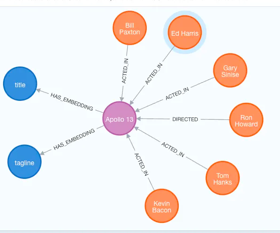 Bill
Paxton
Ed Harris
ACTED_IN
ACTED_IN
Gary
Sinise
title
ACTED_IN
HAS_EMBEDDING
Apollo 13
DIRECTED
Ron
Howard
HAS_EMBEDDING
ACTED_IN
tagline
ACTED_IN
Tom
Hanks
Kevin
Bacon